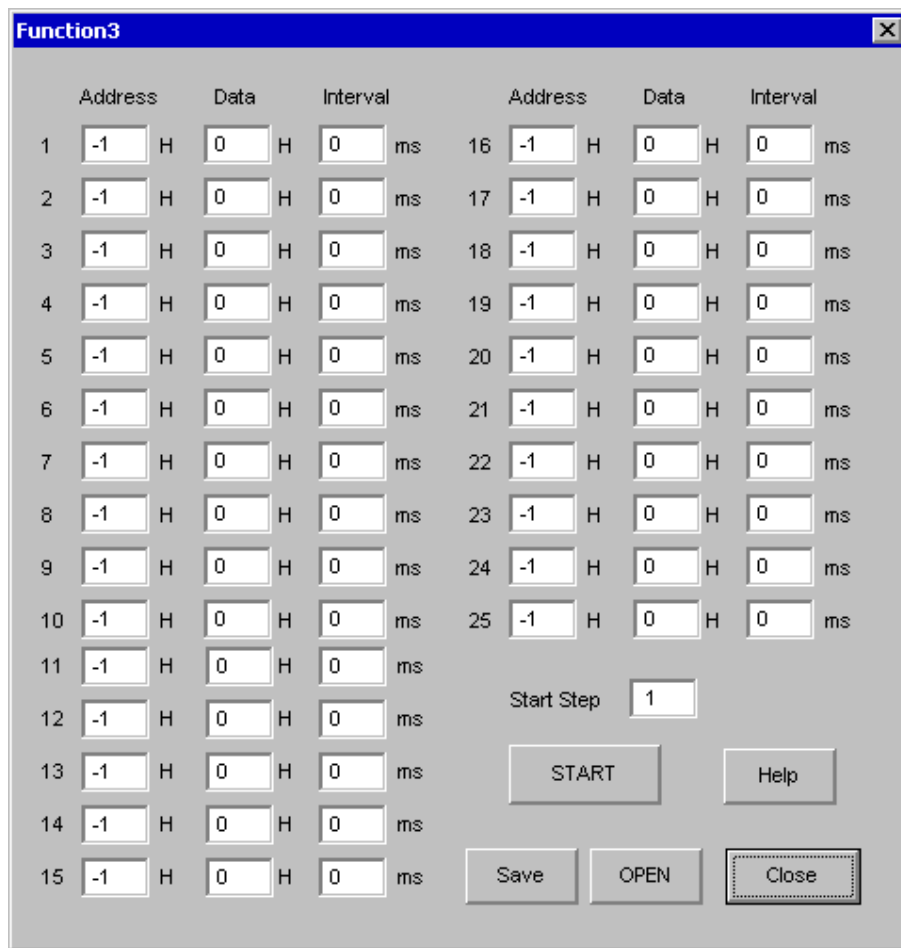 Function3
Address Data Interval Address Data Interval
1 -1 H 0 H 0 ms 16 -1 H 0 H 0 ms
2 -1 H 0 H 0 ms 17 -1 H 0 H 0 ms
3 -1 H 0 H 0 ms 18 -1 H 0 H 0 ms
4 -1 H 0 H 0 ms 19 -1 H 0 H 0 ms
5 -1 H 0 H 0 ms 20 -1 H 0 H 0 ms
6 -1 H 0 H 0 ms 21 -1 H 0 H 0 ms
7 -1 H 0 H 0 ms 22 -1 H 0 H 0 ms
8 -1 H 0 H 0 ms 23 -1 H 0 H 0 ms
9 -1 H 0 H 0 ms 24 -1 H 0 H 0 ms
10 -1 H 0 H 0 ms 25 -1 H 0 H 0 ms
11 -1 H 0 H 0 ms
12 -1 H 0 H 0 ms Start Step 1
13 -1 H 0 H 0 ms START Help
14 -1 H 0 H 0 ms
15 -1 H 0 H 0 ms Save OPEN Close